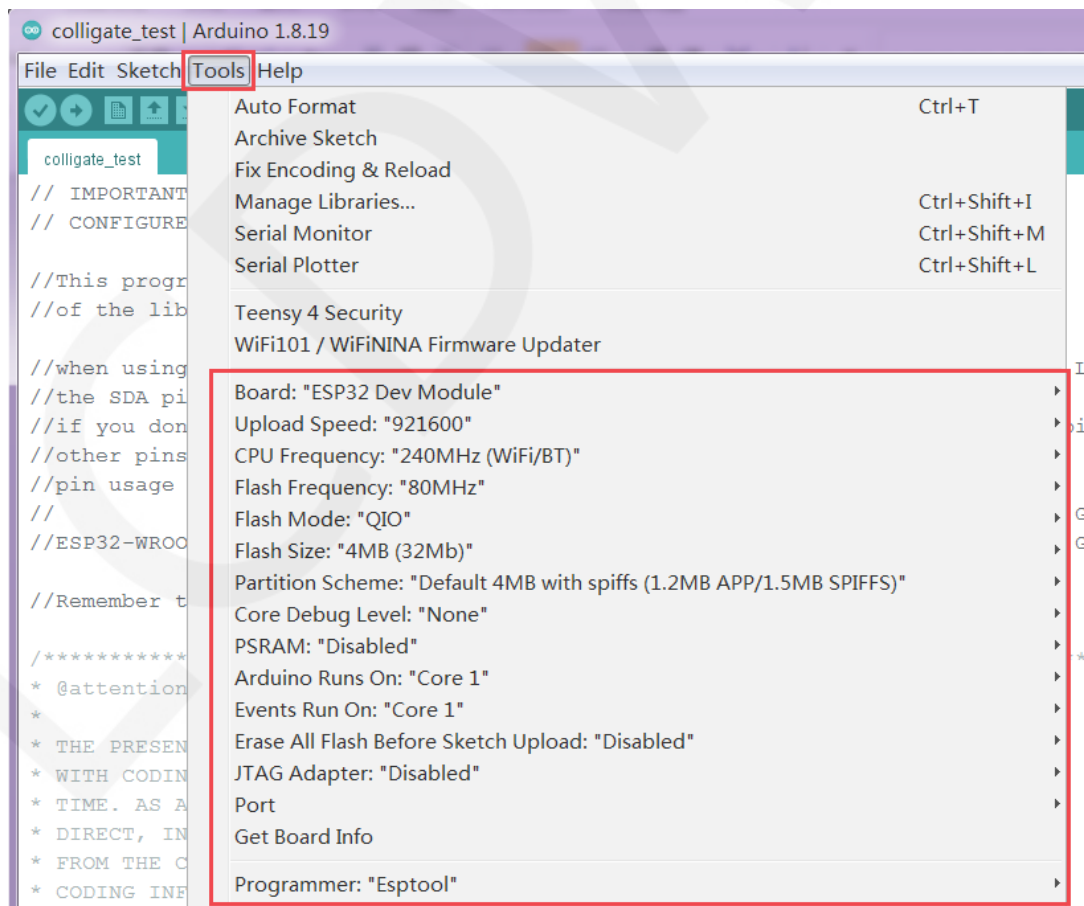 colligate_test | Arduino 1.8.19
File Edit Sketch Tools Help
Auto Format Ctrl+T
Archive Sketch
Fix Encoding & Reload
Manage Libraries... Ctrl+Shift+I
Serial Monitor Ctrl+Shift+M
Serial Plotter Ctrl+Shift+L
Teensy 4 Security
WiFi101 / WiFiNINA Firmware Updater
Board: "ESP32 Dev Module"
Upload Speed: "921600"
CPU Frequency: "240MHz (WiFi/BT)"
Flash Frequency: "80MHz"
Flash Mode: "QIO"
Flash Size: "4MB (32Mb)"
Partition Scheme: "Default 4MB with spiffs (1.2MB APP/1.5MB SPIFFS)"
Core Debug Level: "None"
PSRAM: "Disabled"
Arduino Runs On: "Core 1"
Events Run On: "Core 1"
Erase All Flash Before Sketch Upload: "Disabled"
JTAG Adapter: "Disabled"
Port
Get Board Info
Programmer: "Esptool"
colligate_test
// IMPORTANT
// CONFIGURE
//This progr
//of the lib
//when using
//the SDA pi
//if you don
//other pins
//pin usage
//
//ESP32-WROO
//Remember t
/***********
* @attention
*
* THE PRESEN
* WITH CODIN
* TIME. AS A
* DIRECT, IN
* FROM THE C
* CODING INF